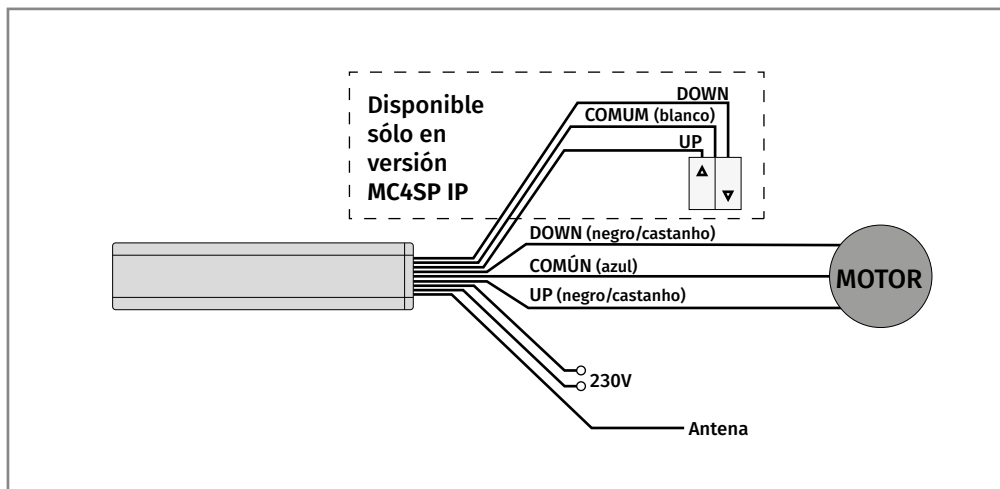 Disponible
sólo en
versión
MC4SP IP
DOWN
COMUM (blanco)
UP
DOWN (negro/castanho)
COMÚN (azul)
UP (negro/castanho)
MOTOR
230V
Antena